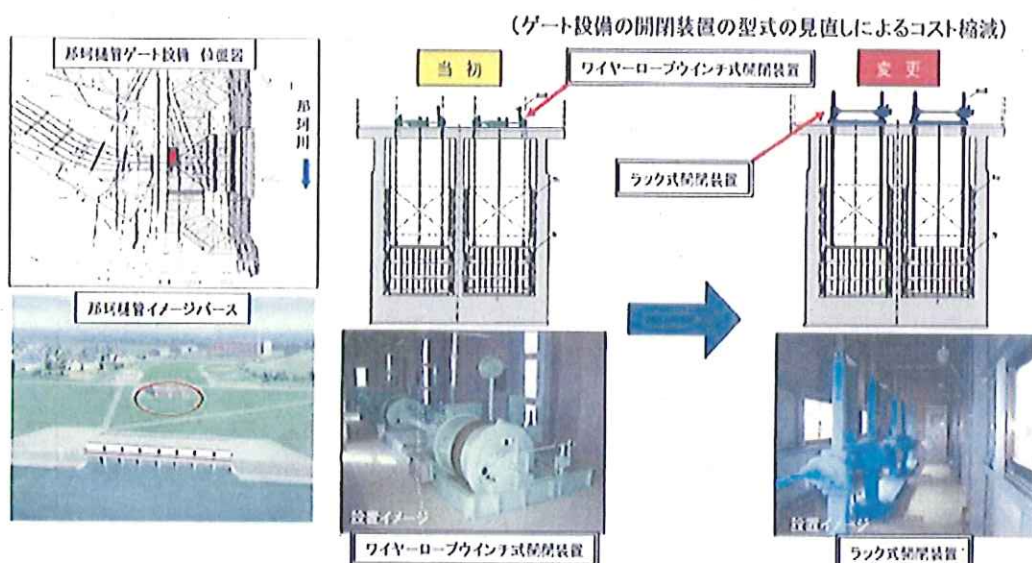 (ゲート設備の開閉装置の型式の見直しによるコスト縮減)
那珂樋管ゲート設備 位置図
那珂川
那珂樋管イメージパース
当初
ワイヤーロープウインチ式開閉装置
設置イメージ
ワイヤーロープウインチ式開閉装置
変更
ラック式開閉装置
設置イメージ
ラック式開閉装置